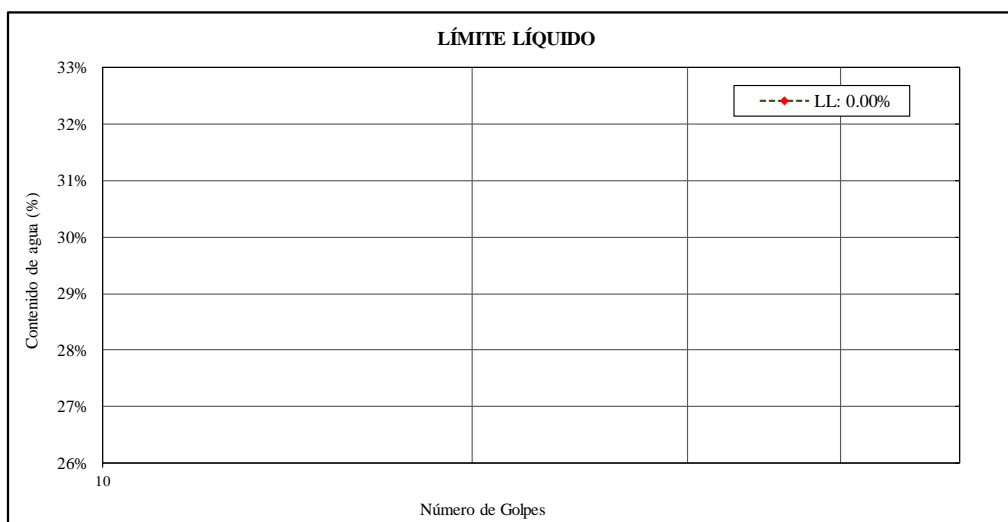 LÍMITE LÍQUIDO
33%
LL: 0.00%
32%
31%
30%
29%
28%
27%
26%
10
Contenido de agua (%)
Número de Golpes